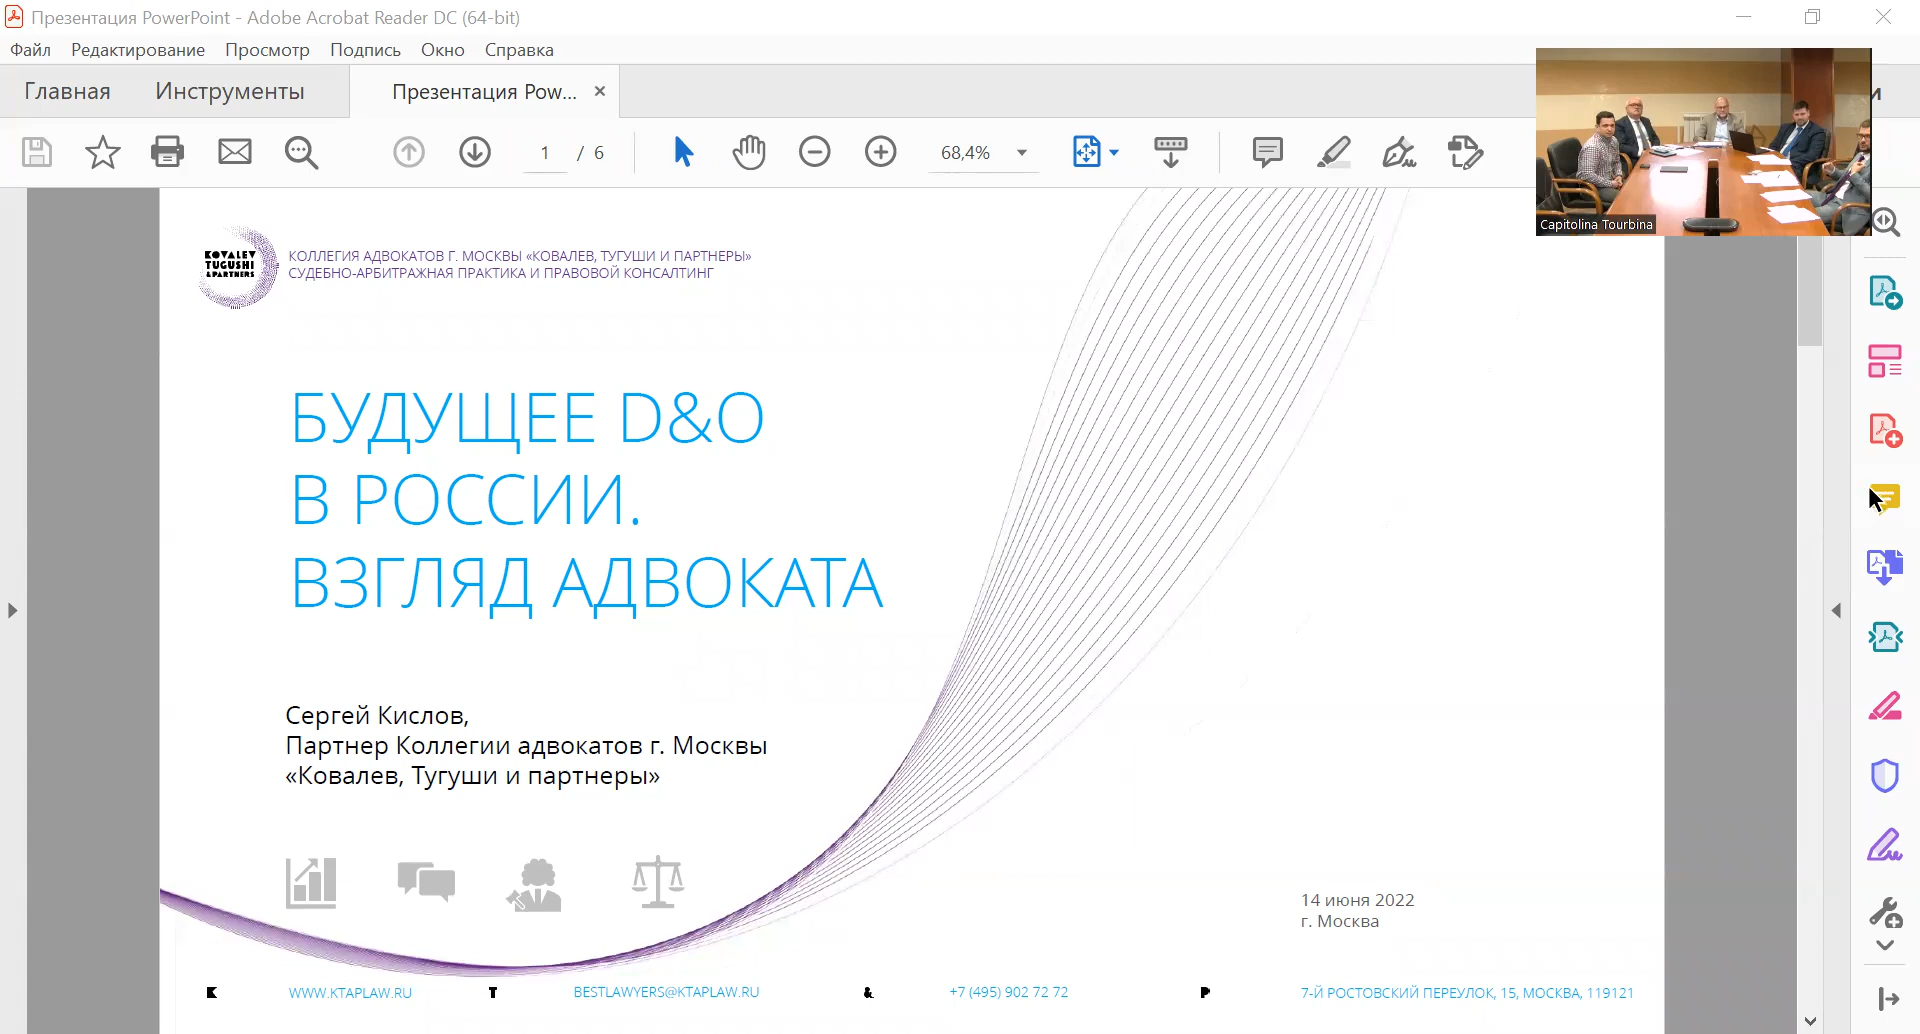 Презентация PowerPoint - Adobe Acrobat Reader DC (64-bit)
Файл Редактирование Просмотр Подпись Окно Справка
Главная Инструменты Презентация Pow... ×
1 / 6 68,4%
Capitolina Tourbina
KOVALEV
TUGUSHI
&PARTNERS
КОЛЛЕГИЯ АДВОКАТОВ Г. МОСКВЫ «КОВАЛЕВ, ТУГУШИ И ПАРТНЕРЫ»
СУДЕБНО-АРБИТРАЖНАЯ ПРАКТИКА И ПРАВОВОЙ КОНСАЛТИНГ
БУДУЩЕЕ D&O
В РОССИИ.
ВЗГЛЯД АДВОКАТА
Сергей Кислов,
Партнер Коллегии адвокатов г. Москвы
«Ковалев, Тугуши и партнеры»
14 июня 2022
г. Москва
K WWW.KTAPLAW.RU T BESTLAWYERS@KTAPLAW.RU & +7 (495) 902 72 72 P 7-Й РОСТОВСКИЙ ПЕРЕУЛОК, 15, МОСКВА, 119121